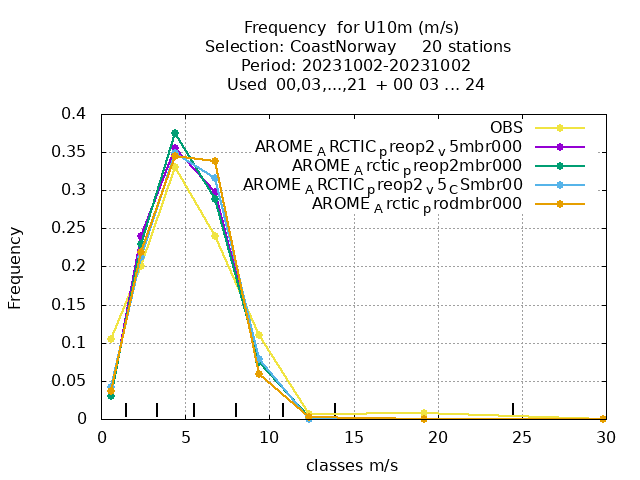 Frequency  for U10m (m/s)
Selection: CoastNorway     20 stations
Period: 20231002-20231002
Used  00,03,...,21  + 00 03 ... 24
0.4
0.35
0.3
0.25
0.2
0.15
0.1
0.05
0
Frequency
OBS
AROME_ARCTIC_preop2_v5mbr000
AROME_Arctic_preop2mbr000
AROME_ARCTIC_preop2_v5_CSmbr00
AROME_Arctic_prodmbr000
0 5 10 15 20 25 30
classes m/s